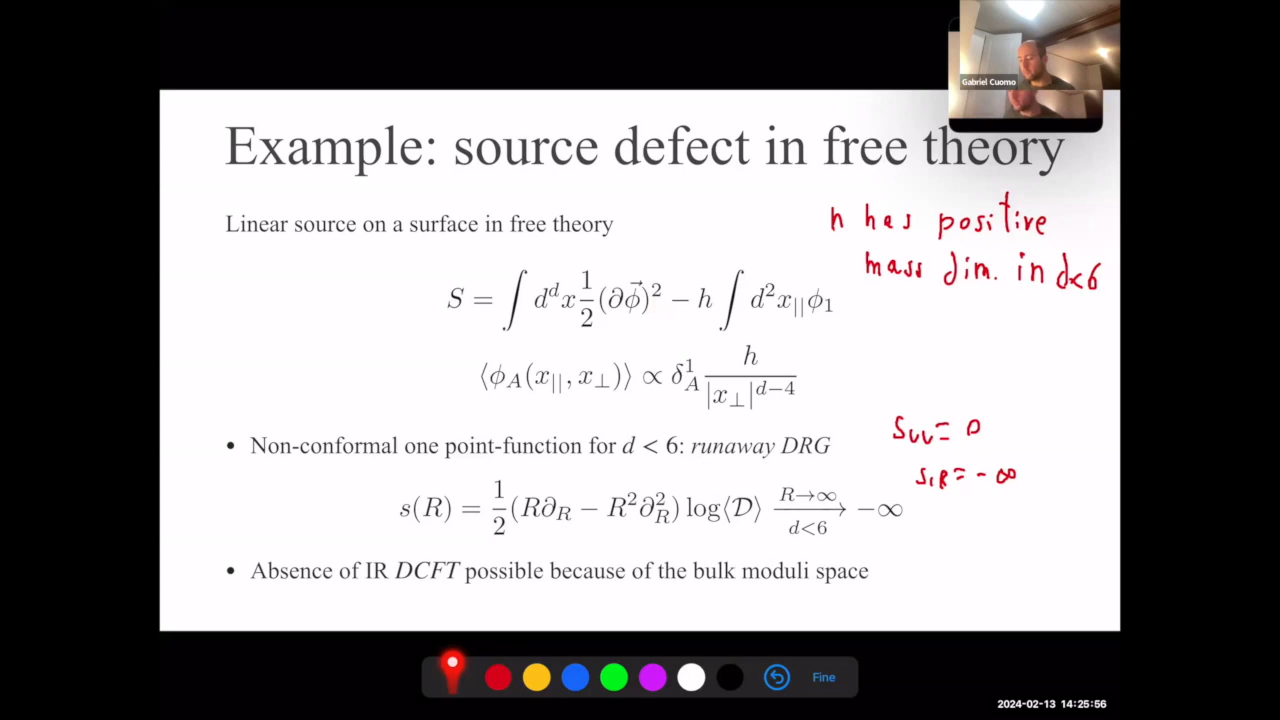 Gabriel Cuomo
Example: source defect in free theory
Linear source on a surface in free theory
h has positive
mass dim. in d<6
S = ∫ d^d x 1/2 (∂φ⃗)² − h ∫ d²x_{||} φ_1
⟨φ_A(x_{||}, x_⊥)⟩ ∝ δ^1_A h/|x_⊥|^{d−4}
s_UV = 0
• Non-conformal one point-function for d < 6: runaway DRG
s_IR = -∞
s(R) = 1/2 (R∂_R − R²∂²_R) log⟨D⟩ R→∞ → d<6 −∞
• Absence of IR DCFT possible because of the bulk moduli space
Fine
2024-02-13 14:25:56